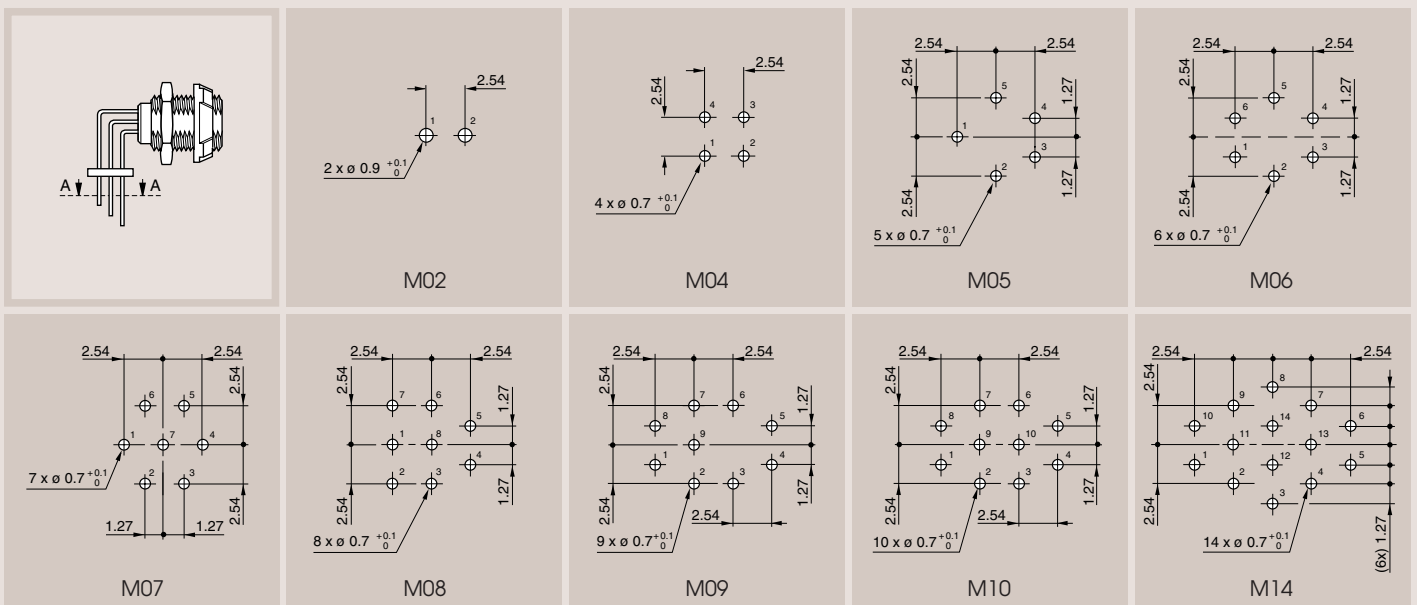 A A
2.54
1 2
2 x ø 0.9 +0.1 0
M02
2.54
2.54
4 3
1 2
4 x ø 0.7 +0.1 0
M04
2.54 2.54
2.54 1.27
5
4
1
3
2
2.54 1.27
5 x ø 0.7 +0.1 0
M05
2.54 2.54
2.54 1.27
5
6 4
1 3
2
2.54 1.27
6 x ø 0.7 +0.1 0
M06
2.54 2.54
2.54
6 5
1 7 4
2 3
7 x ø 0.7 +0.1 0
2.54
1.27 1.27
M07
2.54 2.54
2.54 1.27
7 6
5
1 8
4
2 3
1.27
2.54
8 x ø 0.7 +0.1 0
M08
2.54 2.54
2.54 1.27
7 6
8 5
9
1 4
2 3
2.54 1.27
2.54
9 x ø 0.7 +0.1 0
M09
2.54 2.54
2.54 1.27
7 6
8 5
9 10
1 4
2 3
2.54 1.27
2.54
10 x ø 0.7 +0.1 0
M10
2.54 2.54
2.54
8
9 7
10 14 6
11 13
1 12 5
2 4
3
2.54
(6x) 1.27
14 x ø 0.7 +0.1 0
M14